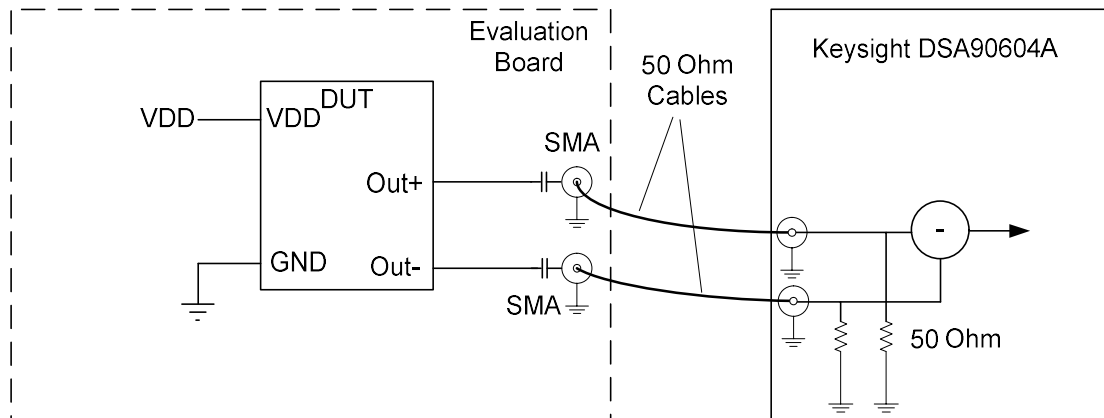 Evaluation
Board
50 Ohm
Cables
Keysight DSA90604A
DUT
VDD
VDD
SMA
Out+
-
GND
Out-
SMA
50 Ohm